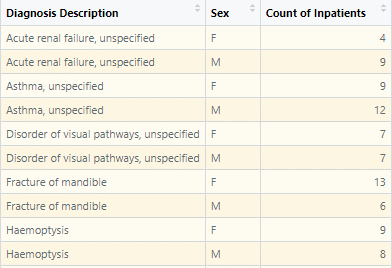 Diagnosis Description Sex Count of Inpatients
Acute renal failure, unspecified F 4
Acute renal failure, unspecified M 9
Asthma, unspecified F 9
Asthma, unspecified M 12
Disorder of visual pathways, unspecified F 7
Disorder of visual pathways, unspecified M 7
Fracture of mandible F 13
Fracture of mandible M 6
Haemoptysis F 9
Haemoptysis M 8